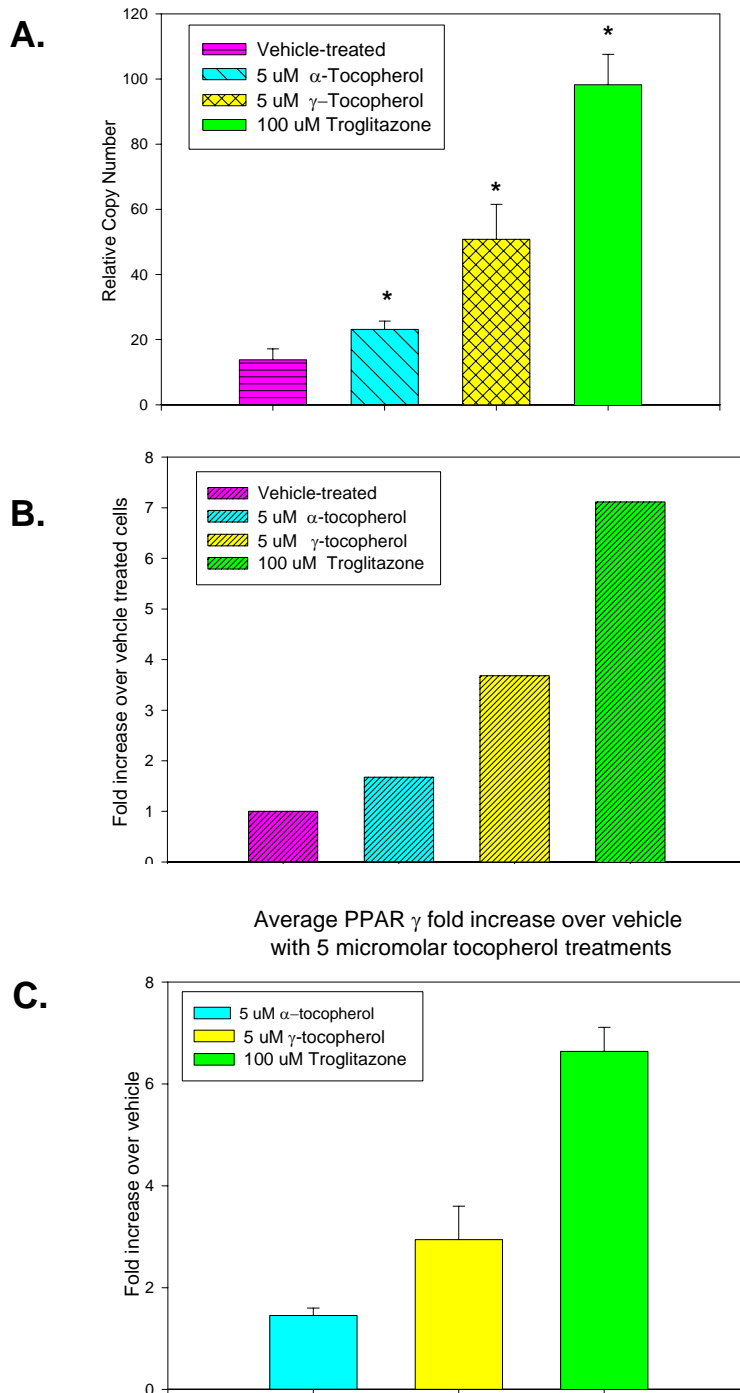 A.
120
100
80
60
40
20
0
Relative Copy Number
Vehicle-treated
5 uM α-Tocopherol
5 uM γ–Tocopherol
100 uM Troglitazone
*
*
*
B.
8
7
6
5
4
3
2
1
0
Fold increase over vehcle treated cells
Vehicle-treated
5 uM α-tocopherol
5 uM γ-tocopherol
100 uM Troglitazone
Average PPAR γ fold increase over vehicle
with 5 micromolar tocopherol treatments
C.
8
6
4
2
0
Fold increase over vehicle
5 uM α–tocopherol
5 uM γ-tocopherol
100 uM Troglitazone